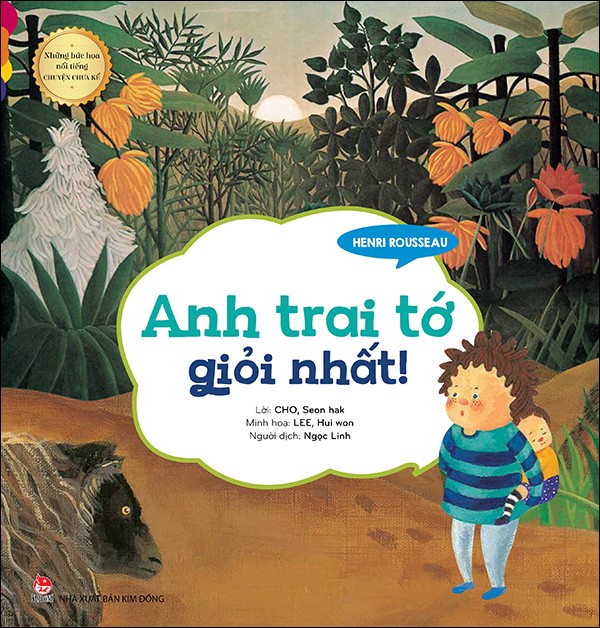 Những bức họa
nổi tiếng
CHUYỆN CHƯA KỂ
HENRI ROUSSEAU
Anh trai tớ
giỏi nhất!
Lời: CHO, Seon hak
Minh hoạ: LEE, Hui won
Người dịch: Ngọc Linh
NHÀ XUẤT BẢN KIM ĐỒNG